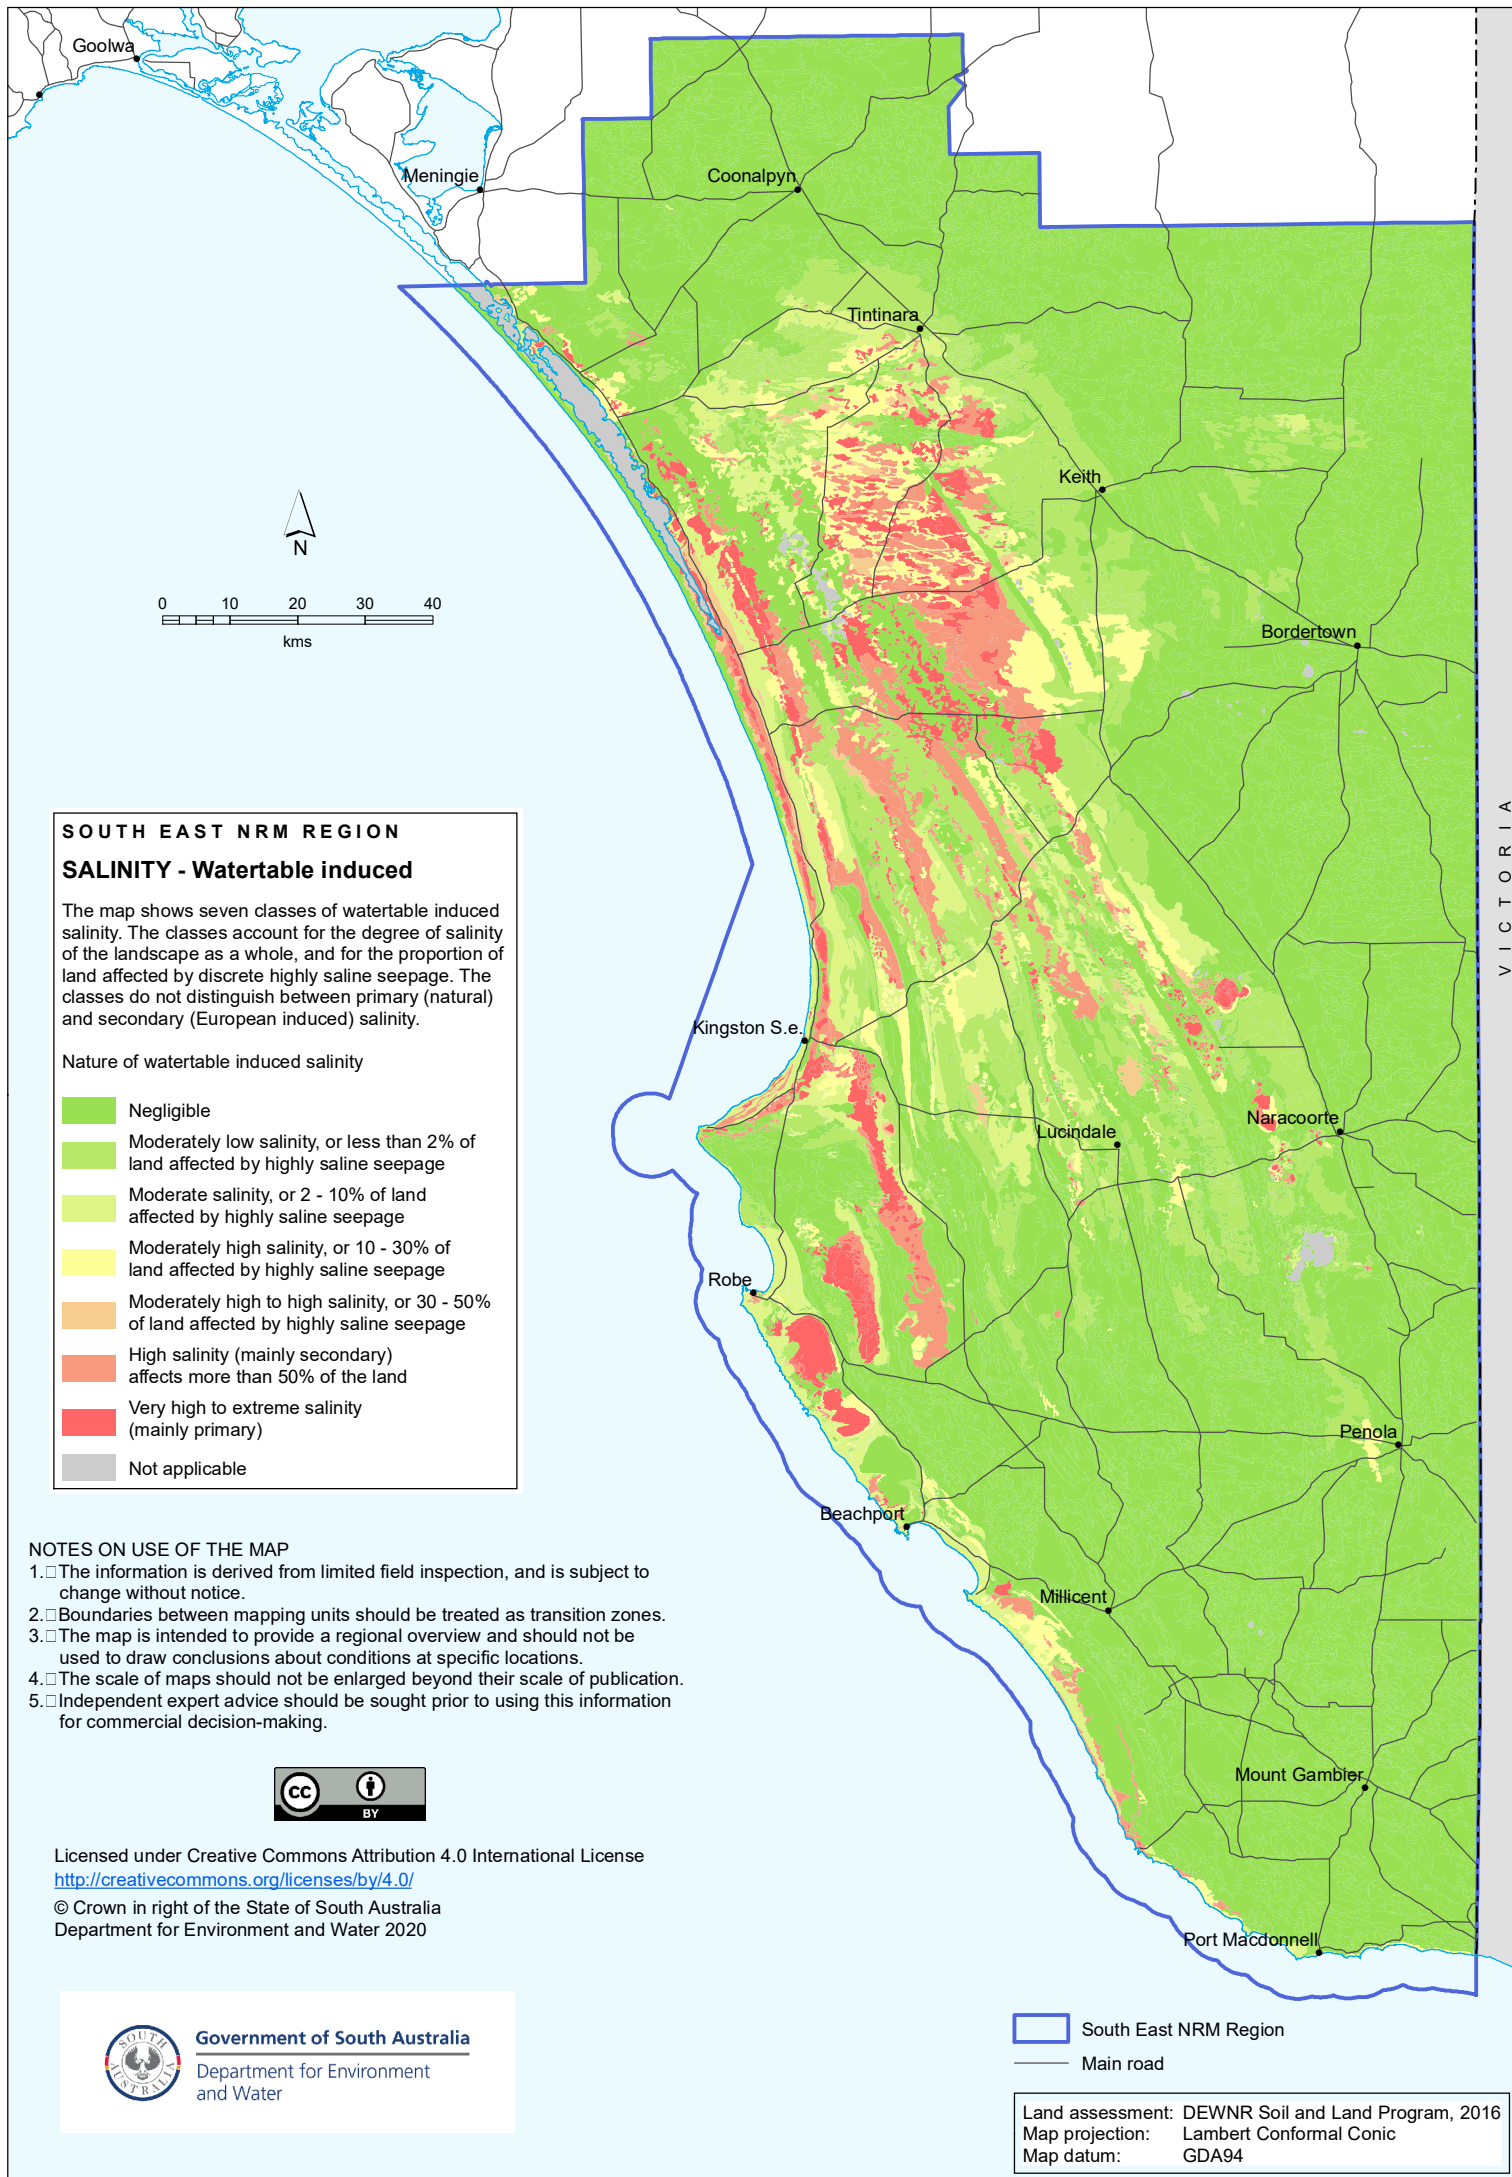 Goolwa
Meningie
Coonalpyn
Tintinara
Keith
Bordertown
N
0 10 20 30 40
kms
VICTORIA
SOUTH EAST NRM REGION
SALINITY - Watertable induced
The map shows seven classes of watertable induced
salinity. The classes account for the degree of salinity
of the landscape as a whole, and for the proportion of
land affected by discrete highly saline seepage. The
classes do not distinguish between primary (natural)
and secondary (European induced) salinity.
Nature of watertable induced salinity
Negligible
Moderately low salinity, or less than 2% of
land affected by highly saline seepage
Moderate salinity, or 2 - 10% of land
affected by highly saline seepage
Moderately high salinity, or 10 - 30% of
land affected by highly saline seepage
Moderately high to high salinity, or 30 - 50%
of land affected by highly saline seepage
High salinity (mainly secondary)
affects more than 50% of the land
Very high to extreme salinity
(mainly primary)
Not applicable
Kingston S.e.
Lucindale
Naracoorte
Robe
Penola
Beachport
Millicent
Mount Gambier
Port Macdonnell
NOTES ON USE OF THE MAP
1. The information is derived from limited field inspection, and is subject to
change without notice.
2. Boundaries between mapping units should be treated as transition zones.
3. The map is intended to provide a regional overview and should not be
used to draw conclusions about conditions at specific locations.
4. The scale of maps should not be enlarged beyond their scale of publication.
5. Independent expert advice should be sought prior to using this information
for commercial decision-making.
cc
BY
Licensed under Creative Commons Attribution 4.0 International License
http://creativecommons.org/licenses/by/4.0/
© Crown in right of the State of South Australia
Department for Environment and Water 2020
SOUTH AUSTRALIA
Government of South Australia
Department for Environment
and Water
South East NRM Region
Main road
Land assessment: DEWNR Soil and Land Program, 2016
Map projection: Lambert Conformal Conic
Map datum: GDA94